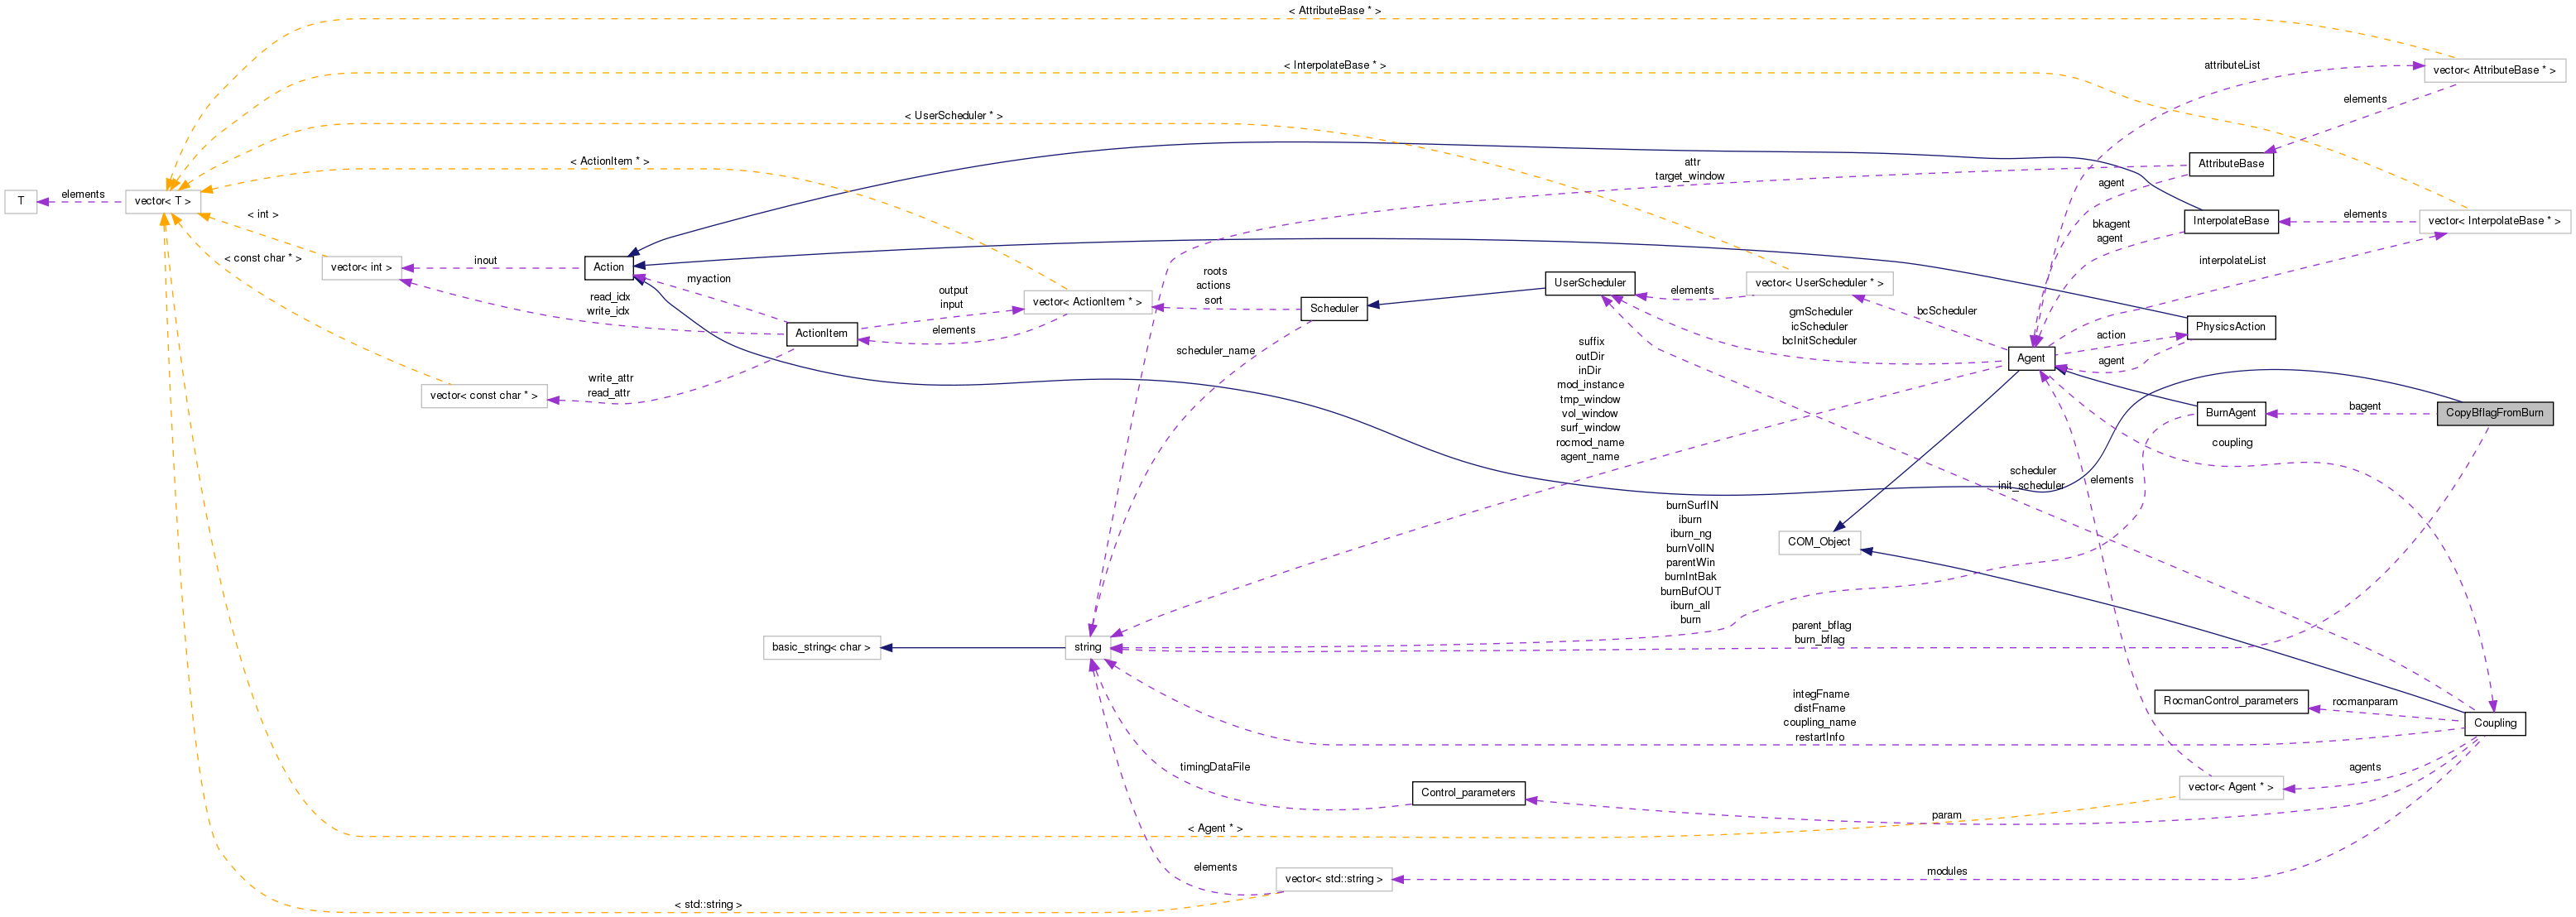 < AttributeBase * >
< InterpolateBase * >
attributeList
vector< AttributeBase * >
elements
< UserScheduler * >
< ActionItem * >
attr
target_window
AttributeBase
agent
T
elements
vector< T >
< int >
InterpolateBase
elements
vector< InterpolateBase * >
bkagent
agent
interpolateList
< const char * >
vector< int >
inout
Action
myaction
read_idx
write_idx
ActionItem
output
input
elements
vector< ActionItem * >
roots
actions
sort
Scheduler
UserScheduler
elements
vector< UserScheduler * >
gmScheduler
icScheduler
bcInitScheduler
bcScheduler
Agent
action
agent
PhysicsAction
scheduler_name
vector< const char * >
write_attr
read_attr
suffix
outDir
inDir
mod_instance
tmp_window
vol_window
surf_window
rocmod_name
agent_name
BurnAgent
bagent
CopyBflagFromBurn
coupling
scheduler
init_scheduler
elements
burnSurfIN
iburn
iburn_ng
burnVolIN
parentWin
burnIntBak
burnBufOUT
iburn_all
burn
COM_Object
parent_bflag
burn_bflag
basic_string< char >
string
integFname
distFname
coupling_name
restartInfo
RocmanControl_parameters
rocmanparam
Coupling
timingDataFile
Control_parameters
param
agents
vector< Agent * >
< Agent * >
elements
vector< std::string >
modules
< std::string >